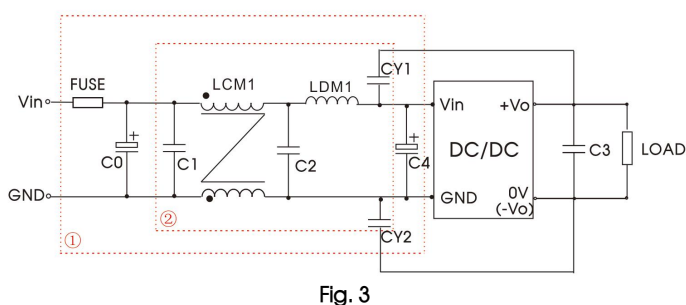 FUSE
LCM1
LDM1
CY1
Vin
Vin
+Vo
+
C0
C1
C2
+
C4
DC/DC
C3
LOAD
GND
GND
0V
(-Vo)
①
②
CY2
Fig. 3